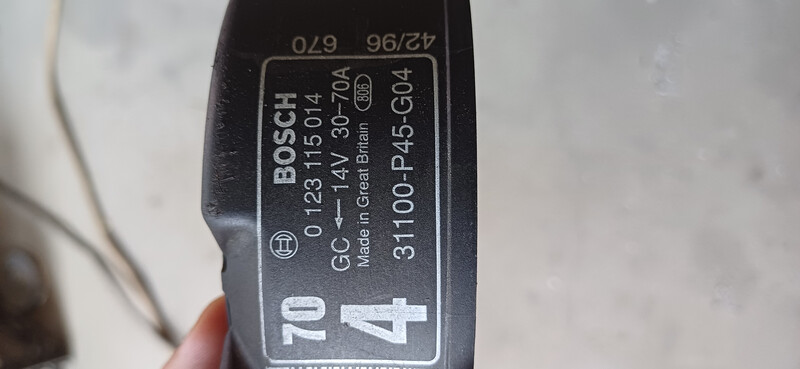 BOSCH
0 123 115 014
GC ← 14V 30-70A
Made in Great Britain 806
31100-P45-G04
70
4
670 42/96